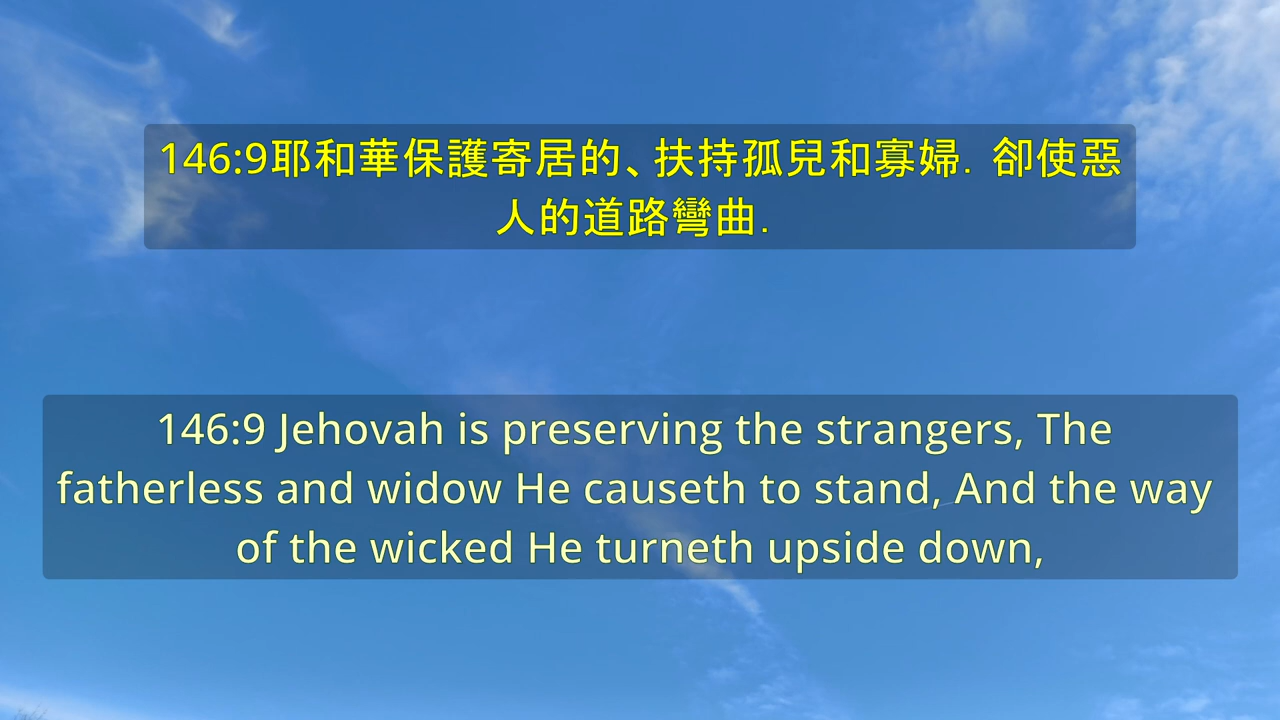 146:9耶和華保護寄居的、扶持孤兒和寡婦. 卻使惡
人的道路彎曲.
146:9 Jehovah is preserving the strangers, The
fatherless and widow He causeth to stand, And the way
of the wicked He turneth upside down,